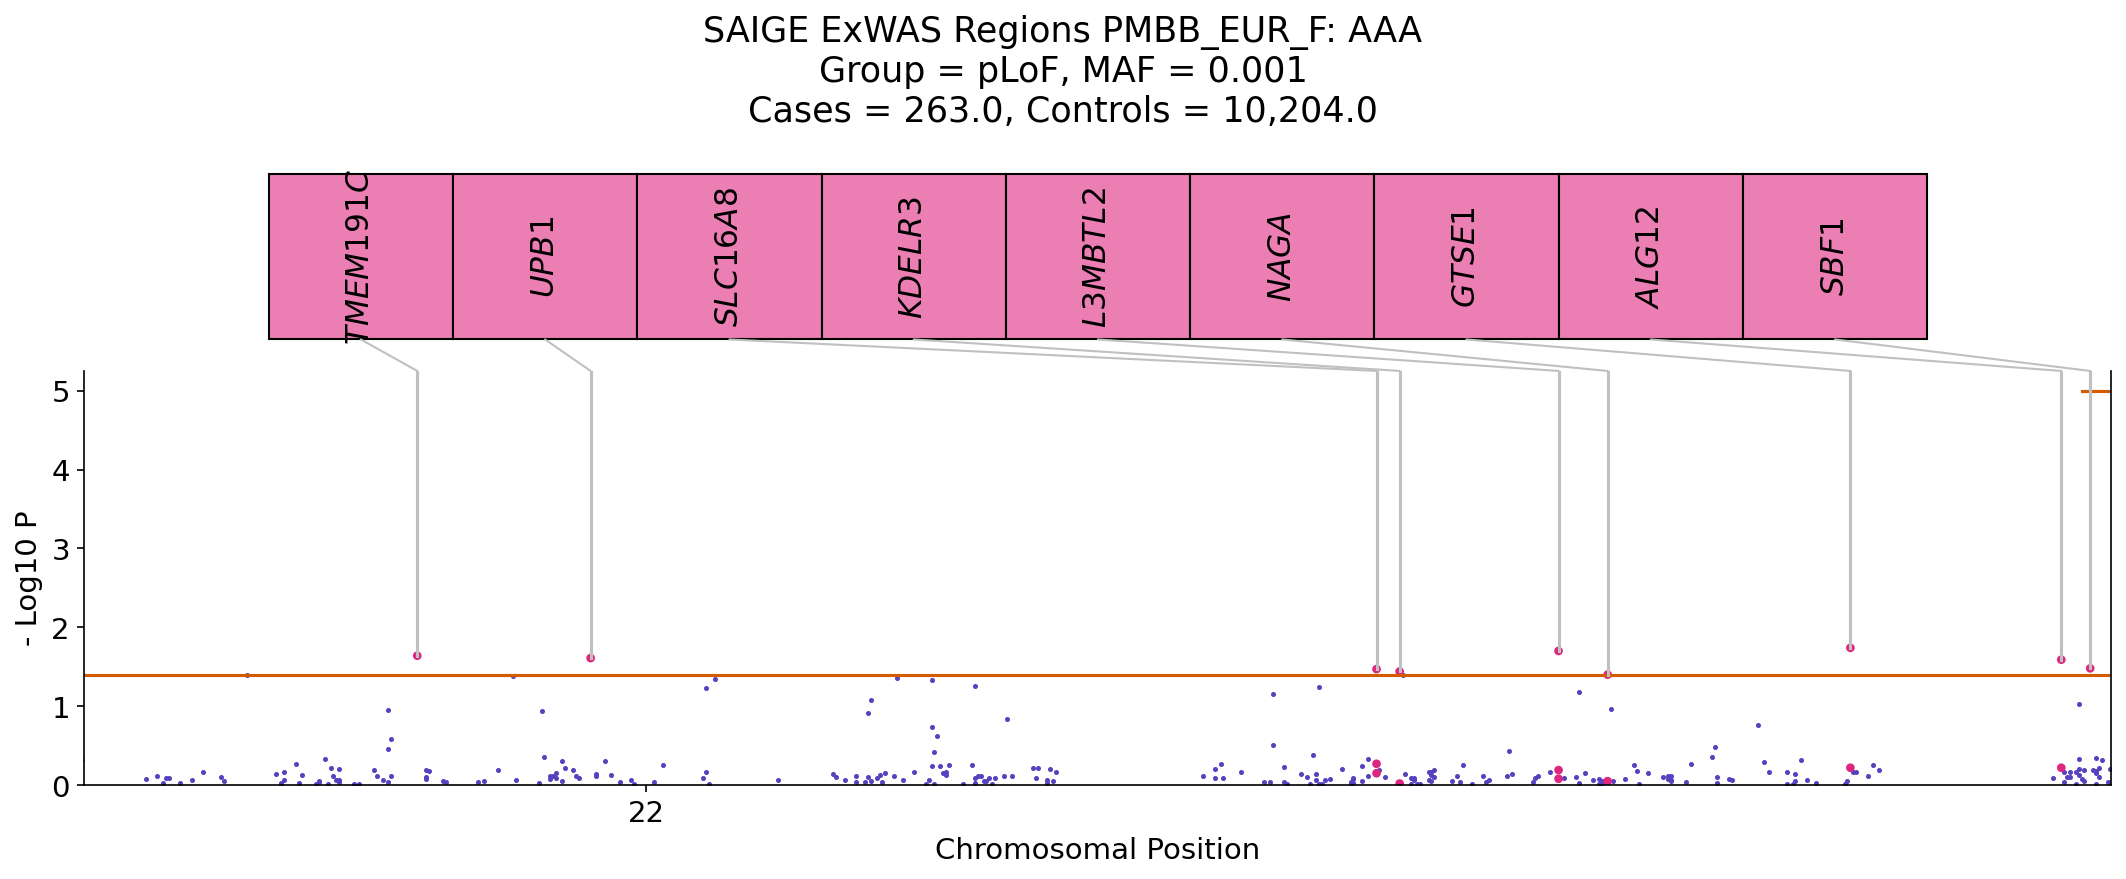 SAIGE ExWAS Regions PMBB_EUR_F: AAA
Group = pLoF, MAF = 0.001
Cases = 263.0, Controls = 10,204.0
TMEM191C
UPB1
SLC16A8
KDELR3
L3MBTL2
NAGA
GTSE1
ALG12
SBF1
5
4
3
2
1
0
- Log10 P
22
Chromosomal Position